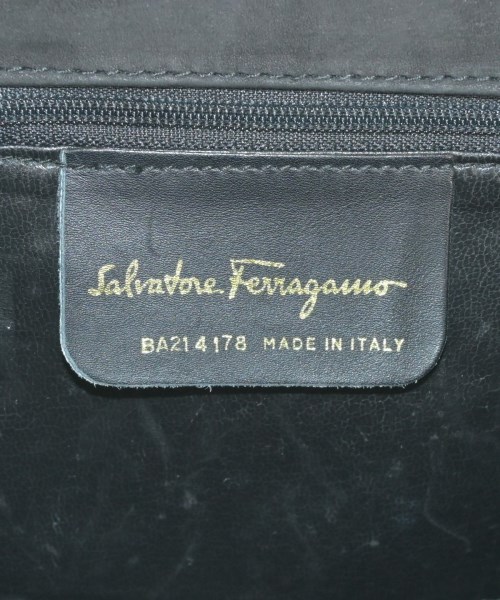 Salvatore Ferragamo
BA21 4178 MADE IN ITALY